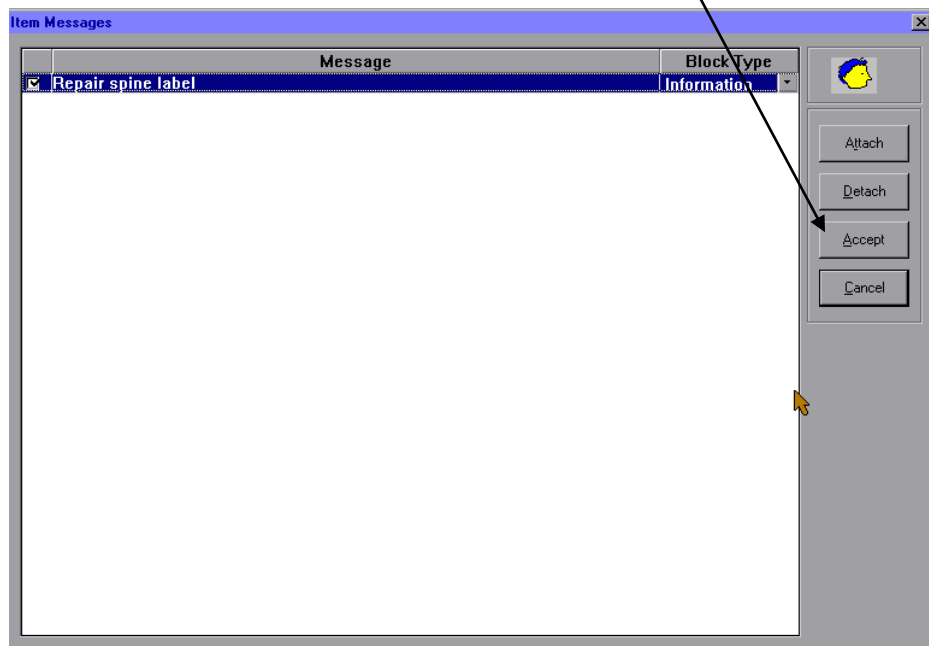 Item Messages
Message Block Type
Repair spine label Information
Attach
Detach
Accept
Cancel